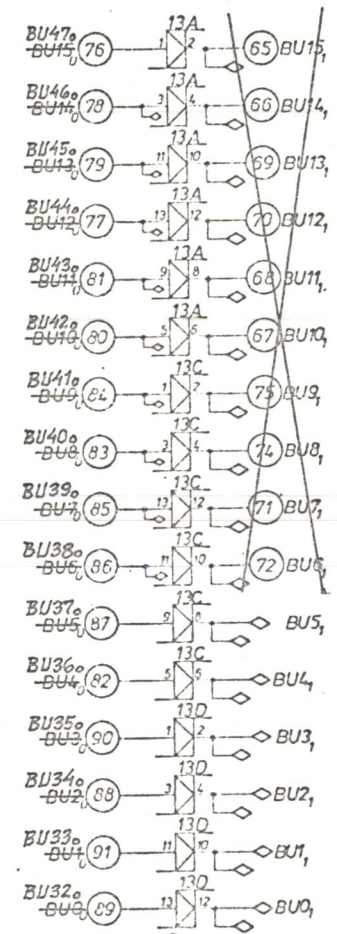 13A
BU47₀
BU15₀ 76 1 2 65 BU15₁
13A
BU46₀
BU14₀ 78 3 4 66 BU14₁
13A
BU45₀
BU13₀ 79 11 10 69 BU13₁
13A
BU44₀
BU12₀ 77 13 12 70 BU12₁
13A
BU43₀
BU11₀ 81 9 8 68 BU11₁
13A
BU42₀
BU10₀ 80 5 6 67 BU10₁
13C
BU41₀
BU9₀ 84 1 2 75 BU9₁
13C
BU40₀
BU8₀ 83 3 4 74 BU8₁
13C
BU39₀
BU7₀ 85 13 12 71 BU7₁
13C
BU38₀
BU6₀ 86 11 10 72 BU6₁
13C
BU37₀
BU5₀ 87 9 8 BU5₁
13C
BU36₀
BU4₀ 82 5 6 BU4₁
13D
BU35₀
BU3₀ 90 1 2 BU3₁
13D
BU34₀
BU2₀ 88 3 4 BU2₁
13D
BU33₀
BU1₀ 91 11 10 BU1₁
13D
BU32₀
BU0₀ 89 13 12 BU0₁